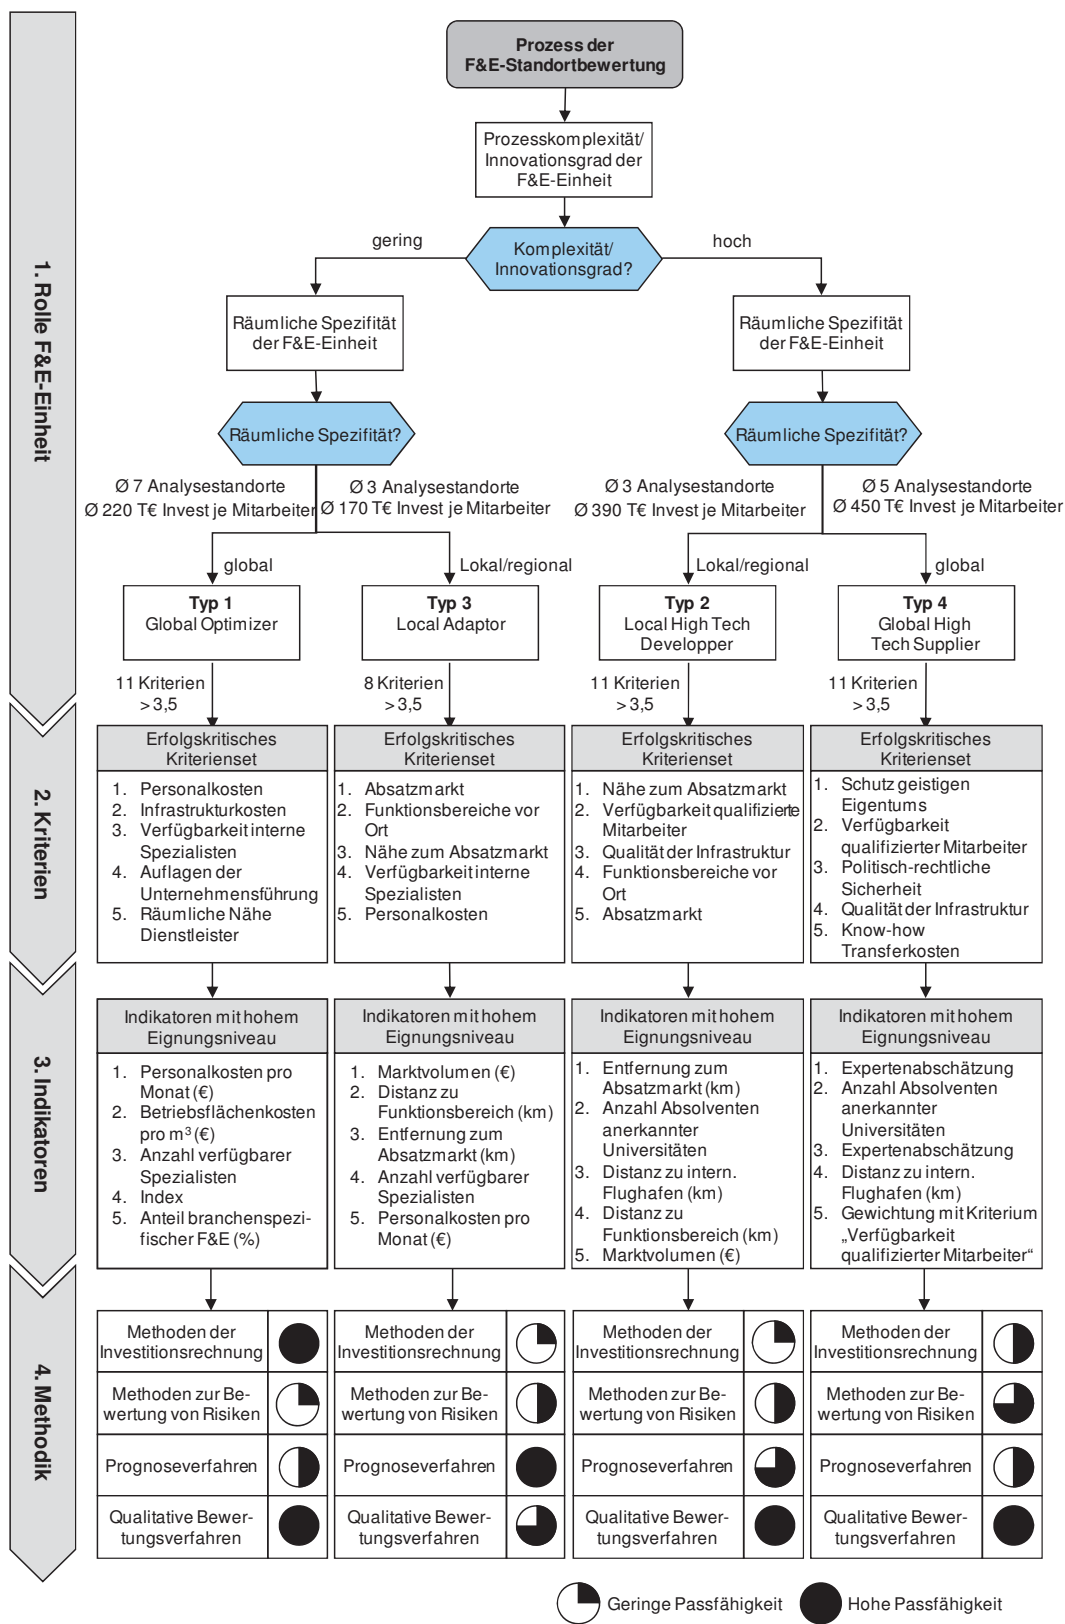 Prozess der
F&E-Standortbewertung
Prozesskomplexität/
Innovationsgrad der
F&E-Einheit
gering
Komplexität/
Innovationsgrad?
hoch
Räumliche Spezifität
der F&E-Einheit
Räumliche Spezifität
der F&E-Einheit
Räumliche Spezifität?
Räumliche Spezifität?
Ø 7 Analysestandorte
Ø 220 T€ Invest je Mitarbeiter
Ø 3 Analysestandorte
Ø 170 T€ Invest je Mitarbeiter
Ø 3 Analysestandorte
Ø 390 T€ Invest je Mitarbeiter
Ø 5 Analysestandorte
Ø 450 T€ Invest je Mitarbeiter
global
Lokal/regional
Lokal/regional
global
Typ 1
Global Optimizer
Typ 3
Local Adaptor
Typ 2
Local High Tech
Developper
Typ 4
Global High
Tech Supplier
11 Kriterien
> 3,5
8 Kriterien
> 3,5
11 Kriterien
> 3,5
11 Kriterien
> 3,5
1. Rolle F&E-Einheit
2. Kriterien
Erfolgskritisches
Kriterienset
1. Personalkosten
2. Infrastrukturkosten
3. Verfügbarkeit interne
Spezialisten
4. Auflagen der
Unternehmensführung
5. Räumliche Nähe
Dienstleister
Erfolgskritisches
Kriterienset
1. Absatzmarkt
2. Funktionsbereiche vor
Ort
3. Nähe zum Absatzmarkt
4. Verfügbarkeit interne
Spezialisten
5. Personalkosten
Erfolgskritisches
Kriterienset
1. Nähe zum Absatzmarkt
2. Verfügbarkeit qualifizierte
Mitarbeiter
3. Qualität der Infrastruktur
4. Funktionsbereiche vor
Ort
5. Absatzmarkt
Erfolgskritisches
Kriterienset
1. Schutz geistigen
Eigentums
2. Verfügbarkeit
qualifizierter Mitarbeiter
3. Politisch-rechtliche
Sicherheit
4. Qualität der Infrastruktur
5. Know-how
Transferkosten
3. Indikatoren
Indikatoren mit hohem
Eignungsniveau
1. Personalkosten pro
Monat (€)
2. Betriebsflächenkosten
pro m³ (€)
3. Anzahl verfügbarer
Spezialisten
4. Index
5. Anteil branchenspezi-
fischer F&E (%)
Indikatoren mit hohem
Eignungsniveau
1. Marktvolumen (€)
2. Distanz zu
Funktionsbereich (km)
3. Entfernung zum
Absatzmarkt (km)
4. Anzahl verfügbarer
Spezialisten
5. Personalkosten pro
Monat (€)
Indikatoren mit hohem
Eignungsniveau
1. Entfernung zum
Absatzmarkt (km)
2. Anzahl Absolventen
anerkannter
Universitäten
3. Distanz zu intern.
Flughafen (km)
4. Distanz zu
Funktionsbereich (km)
5. Marktvolumen (€)
Indikatoren mit hohem
Eignungsniveau
1. Expertenabschätzung
2. Anzahl Absolventen
anerkannter
Universitäten
3. Expertenabschätzung
4. Distanz zu intern.
Flughafen (km)
5. Gewichtung mit Kriterium
„Verfügbarkeit
qualifizierter Mitarbeiter“
4. Methodik
Methoden der
Investitionsrechnung
Methoden zur Be-
wertung von Risiken
Prognoseverfahren
Qualitative Bewer-
tungsverfahren
Methoden der
Investitionsrechnung
Methoden zur Be-
wertung von Risiken
Prognoseverfahren
Qualitative Bewer-
tungsverfahren
Methoden der
Investitionsrechnung
Methoden zur Be-
wertung von Risiken
Prognoseverfahren
Qualitative Bewer-
tungsverfahren
Methoden der
Investitionsrechnung
Methoden zur Be-
wertung von Risiken
Prognoseverfahren
Qualitative Bewer-
tungsverfahren
Geringe Passfähigkeit
Hohe Passfähigkeit